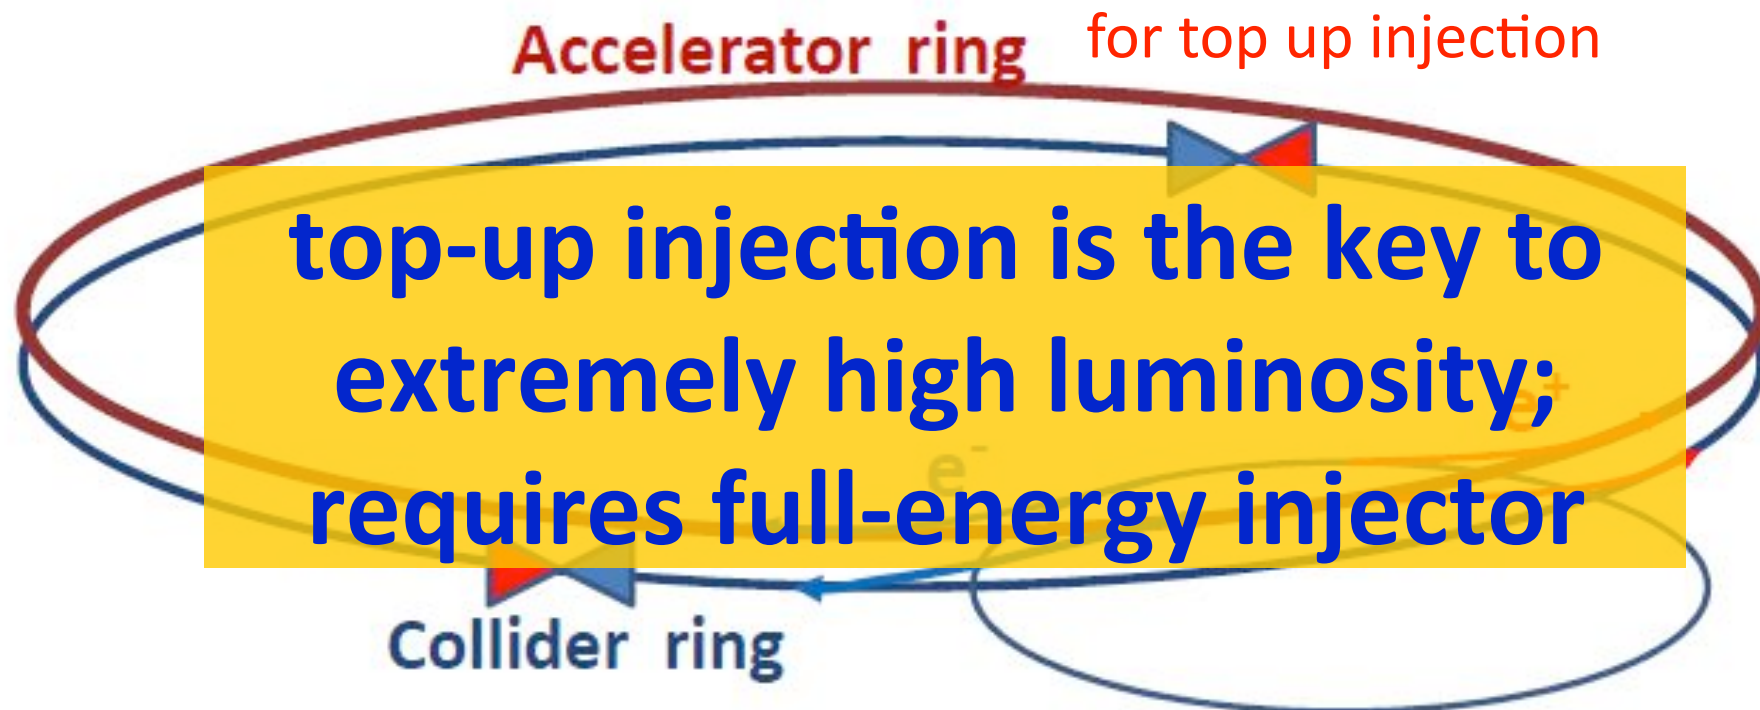 for top up injection
Accelerator ring
top-up injection is the key to
extremely high luminosity;
e⁺
e⁻
requires full-energy injector
Collider ring